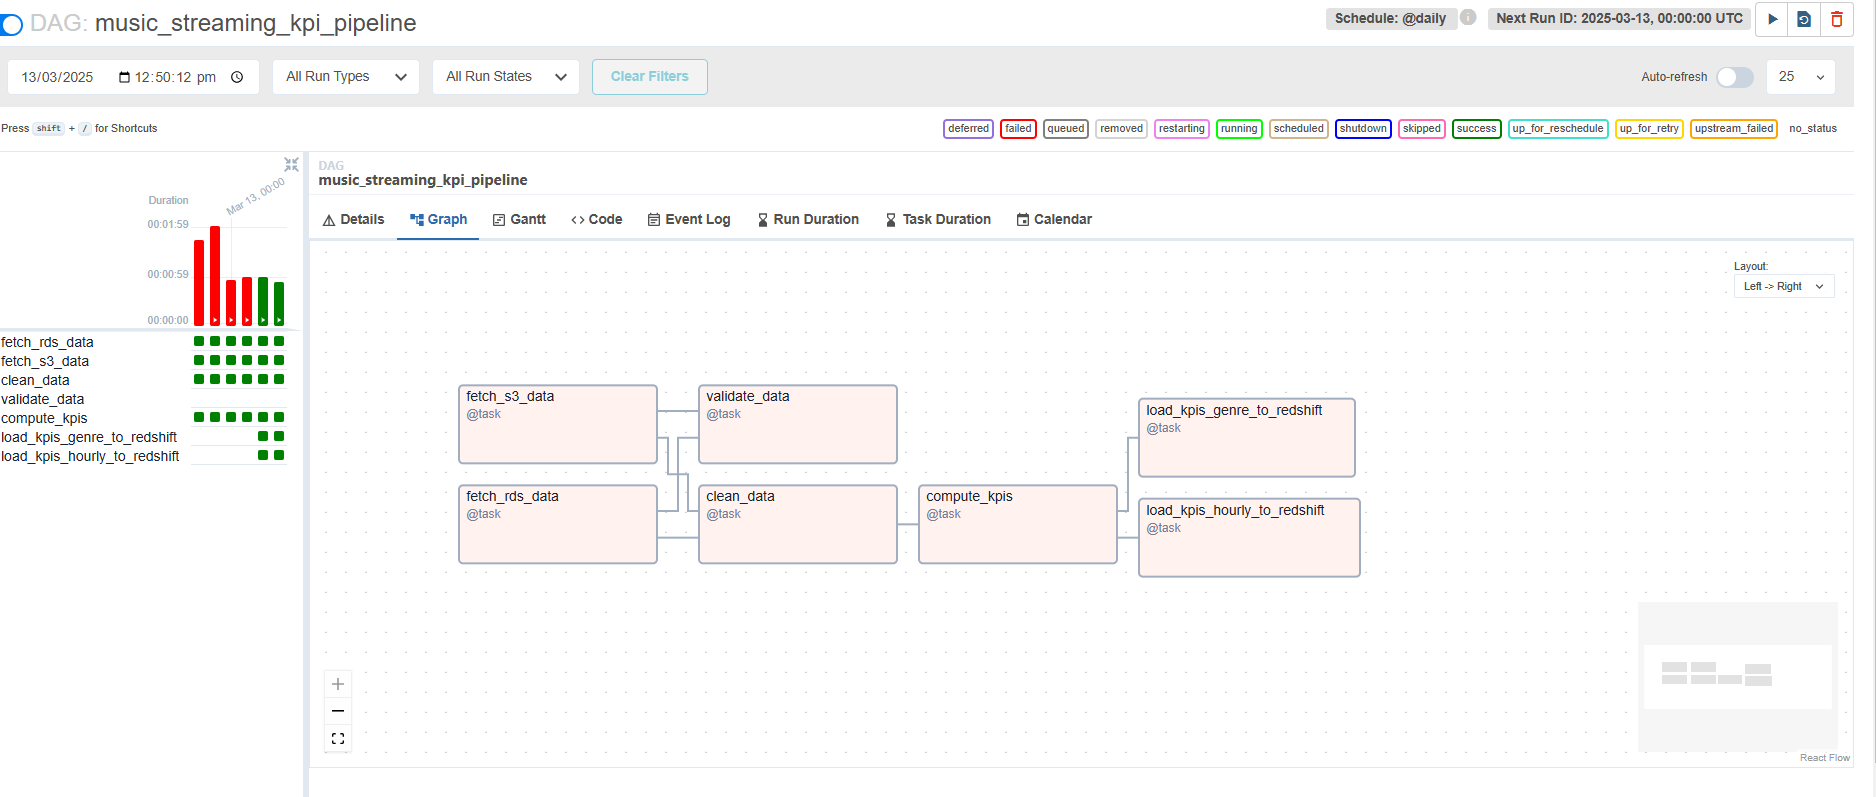 DAG: music_streaming_kpi_pipeline
Schedule: @daily
Next Run ID: 2025-03-13, 00:00:00 UTC
13/03/2025 12:50:12 pm
All Run Types
All Run States
Clear Filters
Auto-refresh
25
Press shift + / for Shortcuts
deferred
failed
queued
removed
restarting
running
scheduled
shutdown
skipped
success
up_for_reschedule
up_for_retry
upstream_failed
no_status
Duration
Mar 13, 00:00
00:01:59
00:00:59
00:00:00
fetch_rds_data
fetch_s3_data
clean_data
validate_data
compute_kpis
load_kpis_genre_to_redshift
load_kpis_hourly_to_redshift
DAG
music_streaming_kpi_pipeline
Details
Graph
Gantt
Code
Event Log
Run Duration
Task Duration
Calendar
Layout:
Left -> Right
fetch_s3_data
@task
validate_data
@task
fetch_rds_data
@task
clean_data
@task
compute_kpis
@task
load_kpis_genre_to_redshift
@task
load_kpis_hourly_to_redshift
@task
React Flow